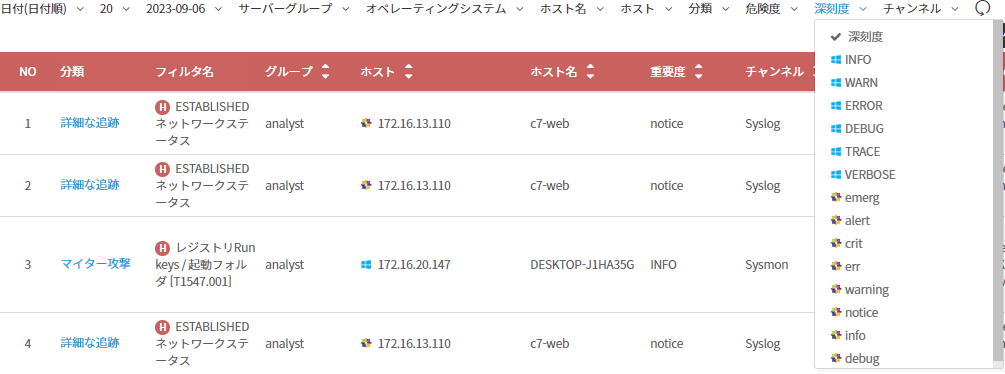 日付(日付順) 20 2023-09-06 サーバーグループ オペレーティングシステム ホスト名 ホスト 分類 危険度 深刻度 チャンネル
深刻度
INFO
WARN
ERROR
DEBUG
TRACE
VERBOSE
emerg
alert
crit
err
warning
notice
info
debug
NO 分類 フィルタ名 グループ ホスト ホスト名 重要度 チャンネル
1 詳細な追跡 H ESTABLISHED
ネットワークステ
ータス analyst 172.16.13.110 c7-web notice Syslog
2 詳細な追跡 H ESTABLISHED
ネットワークステ
ータス analyst 172.16.13.110 c7-web notice Syslog
3 マイター攻撃 H レジストリRun
keys / 起動フォル
ダ [T1547.001] analyst 172.16.20.147 DESKTOP-J1HA35G INFO Sysmon
4 詳細な追跡 H ESTABLISHED
ネットワークステ
ータス analyst 172.16.13.110 c7-web notice Syslog